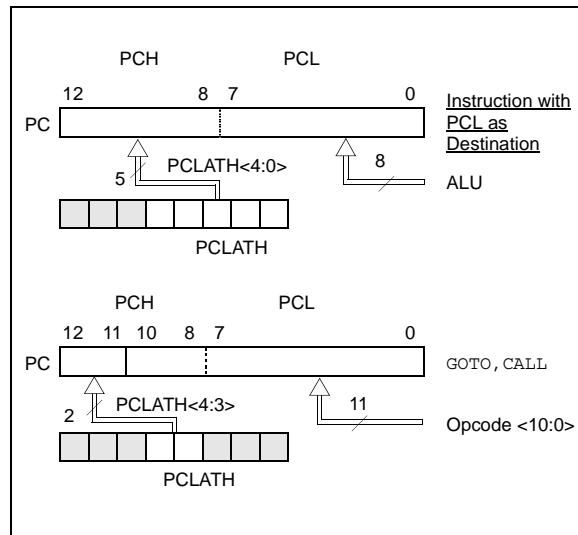 PCH PCL
12 8 7 0
PC
Instruction with
PCL as
Destination
5 PCLATH<4:0> 8
ALU
PCLATH
PCH PCL
12 11 10 8 7 0
PC GOTO, CALL
2 PCLATH<4:3> 11
Opcode <10:0>
PCLATH